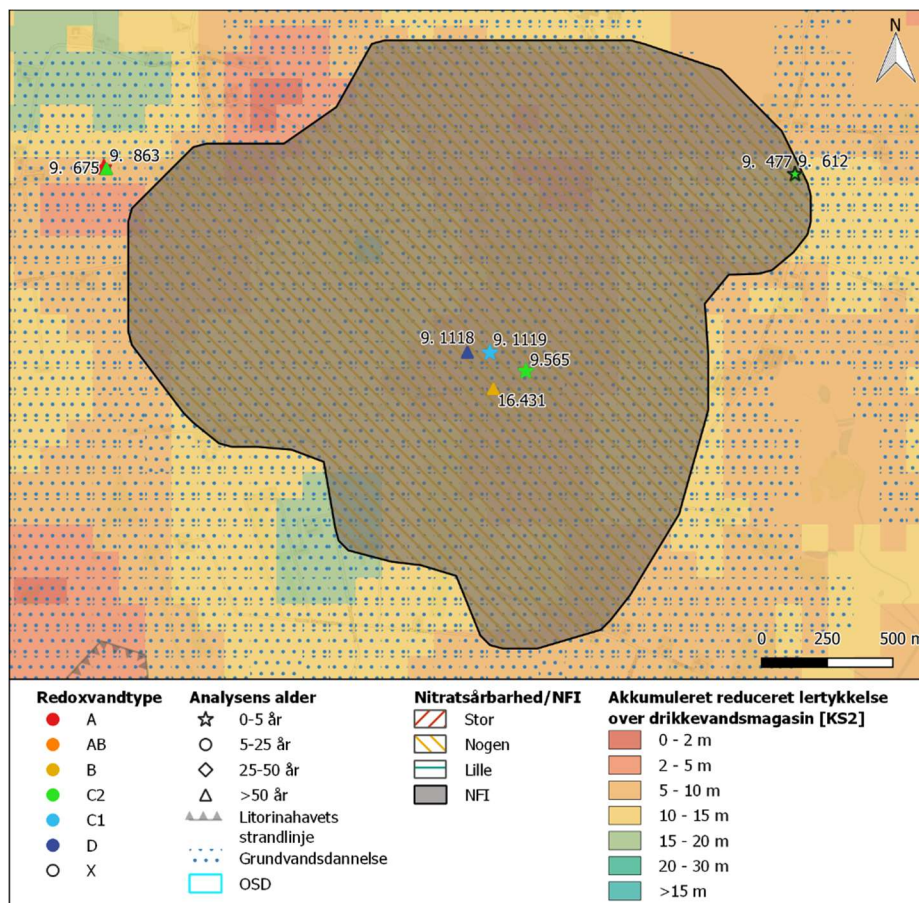 N
9. 863
9. 675
9. 477 9. 612
9. 1118
9. 1119
9.565
16.431
0 250 500 m
Redoxvandtype
A
AB
B
C2
C1
D
X
Analysens alder
0-5 år
5-25 år
25-50 år
>50 år
Litorinahavets
strandlinje
Grundvandsdannelse
OSD
Nitratsårbarhed/NFI
Stor
Nogen
Lille
NFI
Akkumuleret reduceret lertykkelse
over drikkevandsmagasin [KS2]
0 - 2 m
2 - 5 m
5 - 10 m
10 - 15 m
15 - 20 m
20 - 30 m
>15 m